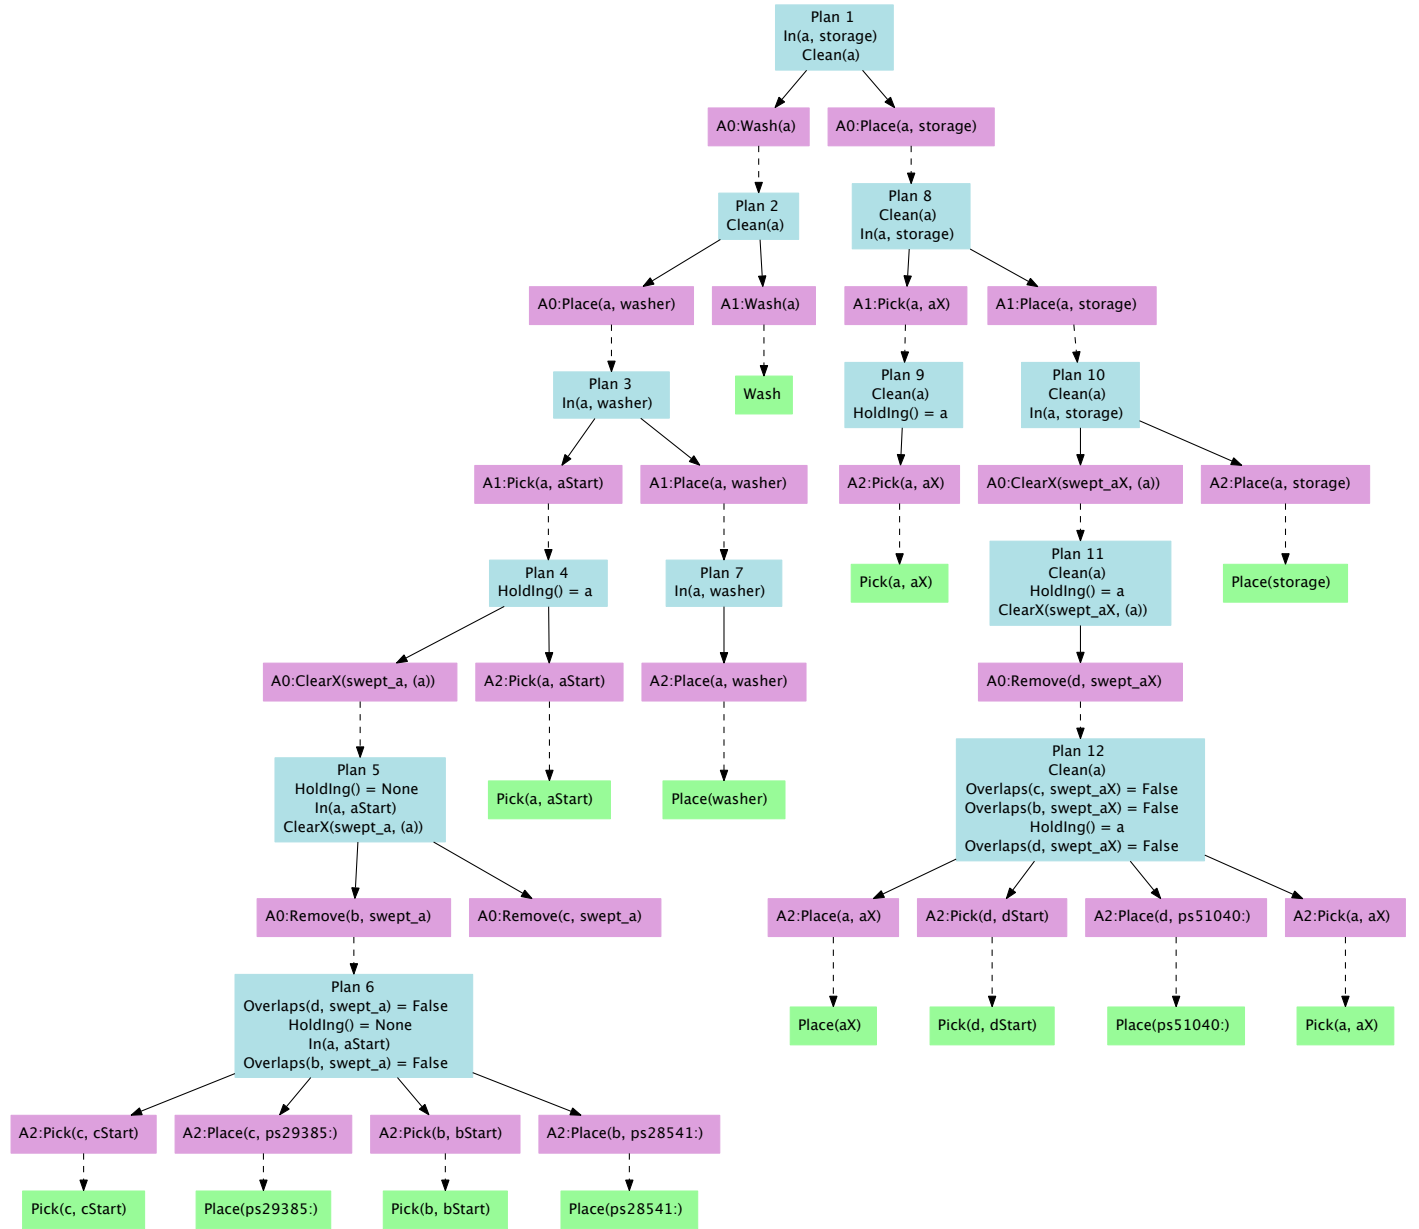 Plan 1
In(a, storage)
Clean(a)
A0:Wash(a)
A0:Place(a, storage)
Plan 2
Clean(a)
Plan 8
Clean(a)
In(a, storage)
A0:Place(a, washer)
A1:Wash(a)
A1:Pick(a, aX)
A1:Place(a, storage)
Plan 3
In(a, washer)
Wash
Plan 9
Clean(a)
HoldIng() = a
Plan 10
Clean(a)
In(a, storage)
A1:Pick(a, aStart)
A1:Place(a, washer)
A2:Pick(a, aX)
A0:ClearX(swept_aX, (a))
A2:Place(a, storage)
Plan 4
HoldIng() = a
Plan 7
In(a, washer)
Pick(a, aX)
Plan 11
Clean(a)
HoldIng() = a
ClearX(swept_aX, (a))
Place(storage)
A0:ClearX(swept_a, (a))
A2:Pick(a, aStart)
A2:Place(a, washer)
A0:Remove(d, swept_aX)
Plan 5
HoldIng() = None
In(a, aStart)
ClearX(swept_a, (a))
Pick(a, aStart)
Place(washer)
Plan 12
Clean(a)
Overlaps(c, swept_aX) = False
Overlaps(b, swept_aX) = False
HoldIng() = a
Overlaps(d, swept_aX) = False
A0:Remove(b, swept_a)
A0:Remove(c, swept_a)
A2:Place(a, aX)
A2:Pick(d, dStart)
A2:Place(d, ps51040:)
A2:Pick(a, aX)
Plan 6
Overlaps(d, swept_a) = False
HoldIng() = None
In(a, aStart)
Overlaps(b, swept_a) = False
Place(aX)
Pick(d, dStart)
Place(ps51040:)
Pick(a, aX)
A2:Pick(c, cStart)
A2:Place(c, ps29385:)
A2:Pick(b, bStart)
A2:Place(b, ps28541:)
Pick(c, cStart)
Place(ps29385:)
Pick(b, bStart)
Place(ps28541:)